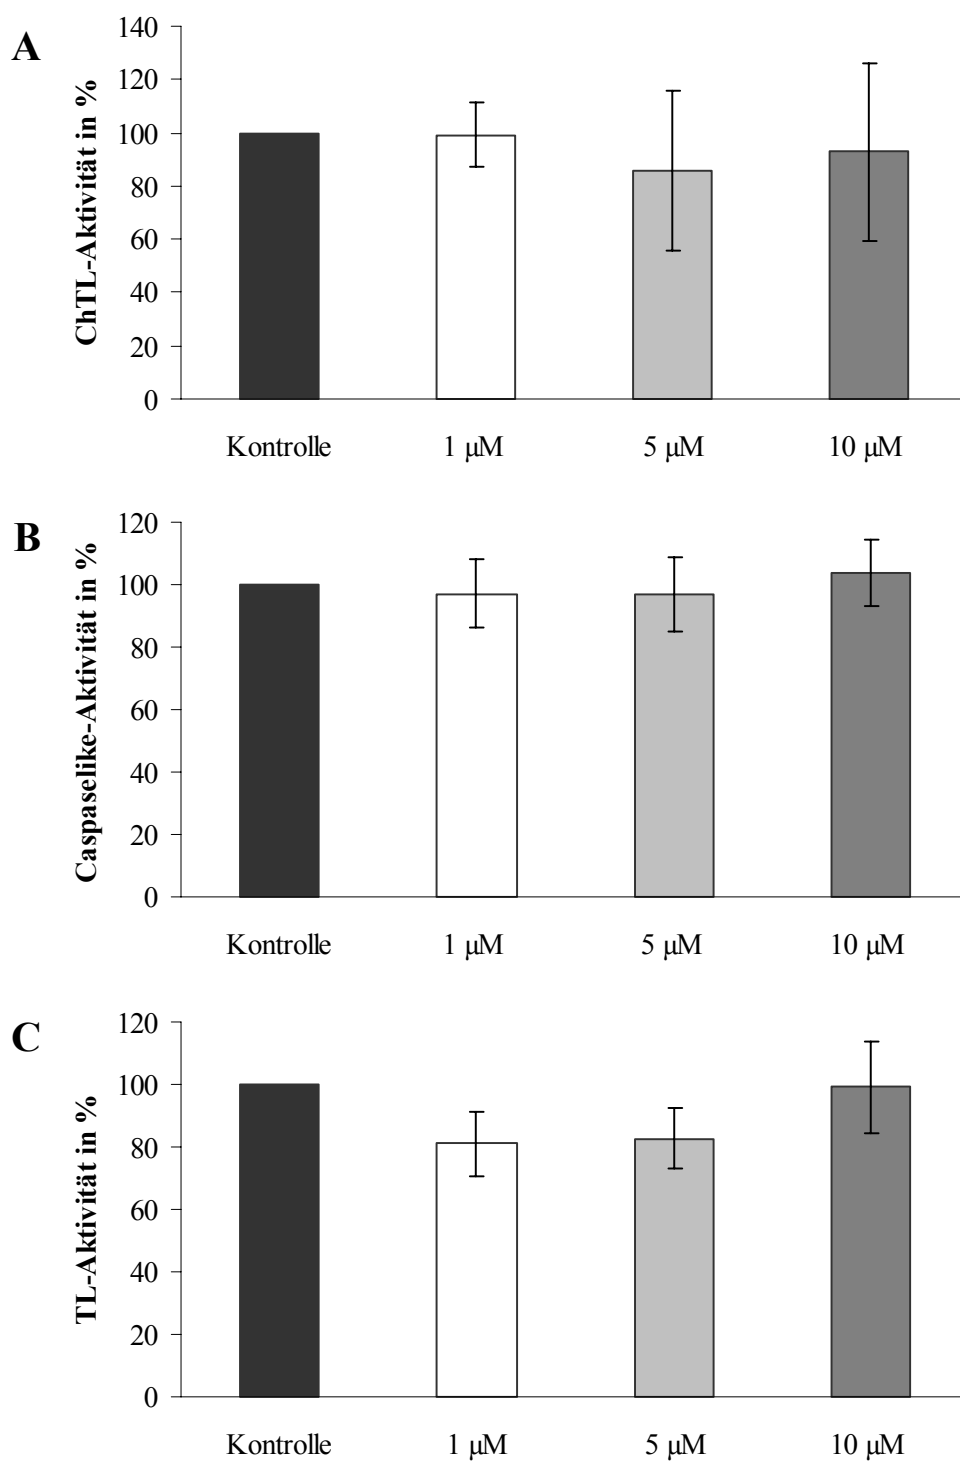 A
ChTL-Aktivität in %
140
120
100
80
60
40
20
0
Kontrolle 1 μM 5 μM 10 μM
B
Caspaselike-Aktivität in %
120
100
80
60
40
20
0
Kontrolle 1 μM 5 μM 10 μM
C
TL-Aktivität in %
120
100
80
60
40
20
0
Kontrolle 1 μM 5 μM 10 μM